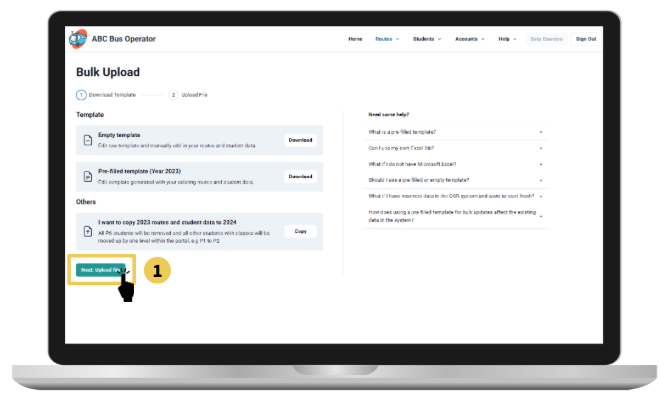 ABC Bus Operator
Home Routes Students Accounts Help Data Exercise Sign Out
Bulk Upload
1 Download Template 2 Upload File
Template
Empty template
Edit raw template and manually add in your routes and student data.
Download
Pre-filled template (Year 2023)
Edit template generated with your existing routes and student data.
Download
Others
I want to copy 2023 routes and student data to 2024
All P6 students will be removed and all other students with classes will be
moved up by one level within the portal, e.g P1 to P2
Copy
Next: Upload file
1
Need some help?
What is a pre-filled template?
Can I use my own Excel file?
What if I do not have Microsoft Excel?
Should I use a pre filled or empty template?
What if I have incorrect data in the system and want to start fresh?
How does using a pre filled template for bulk updates affect the existing
data in the system?